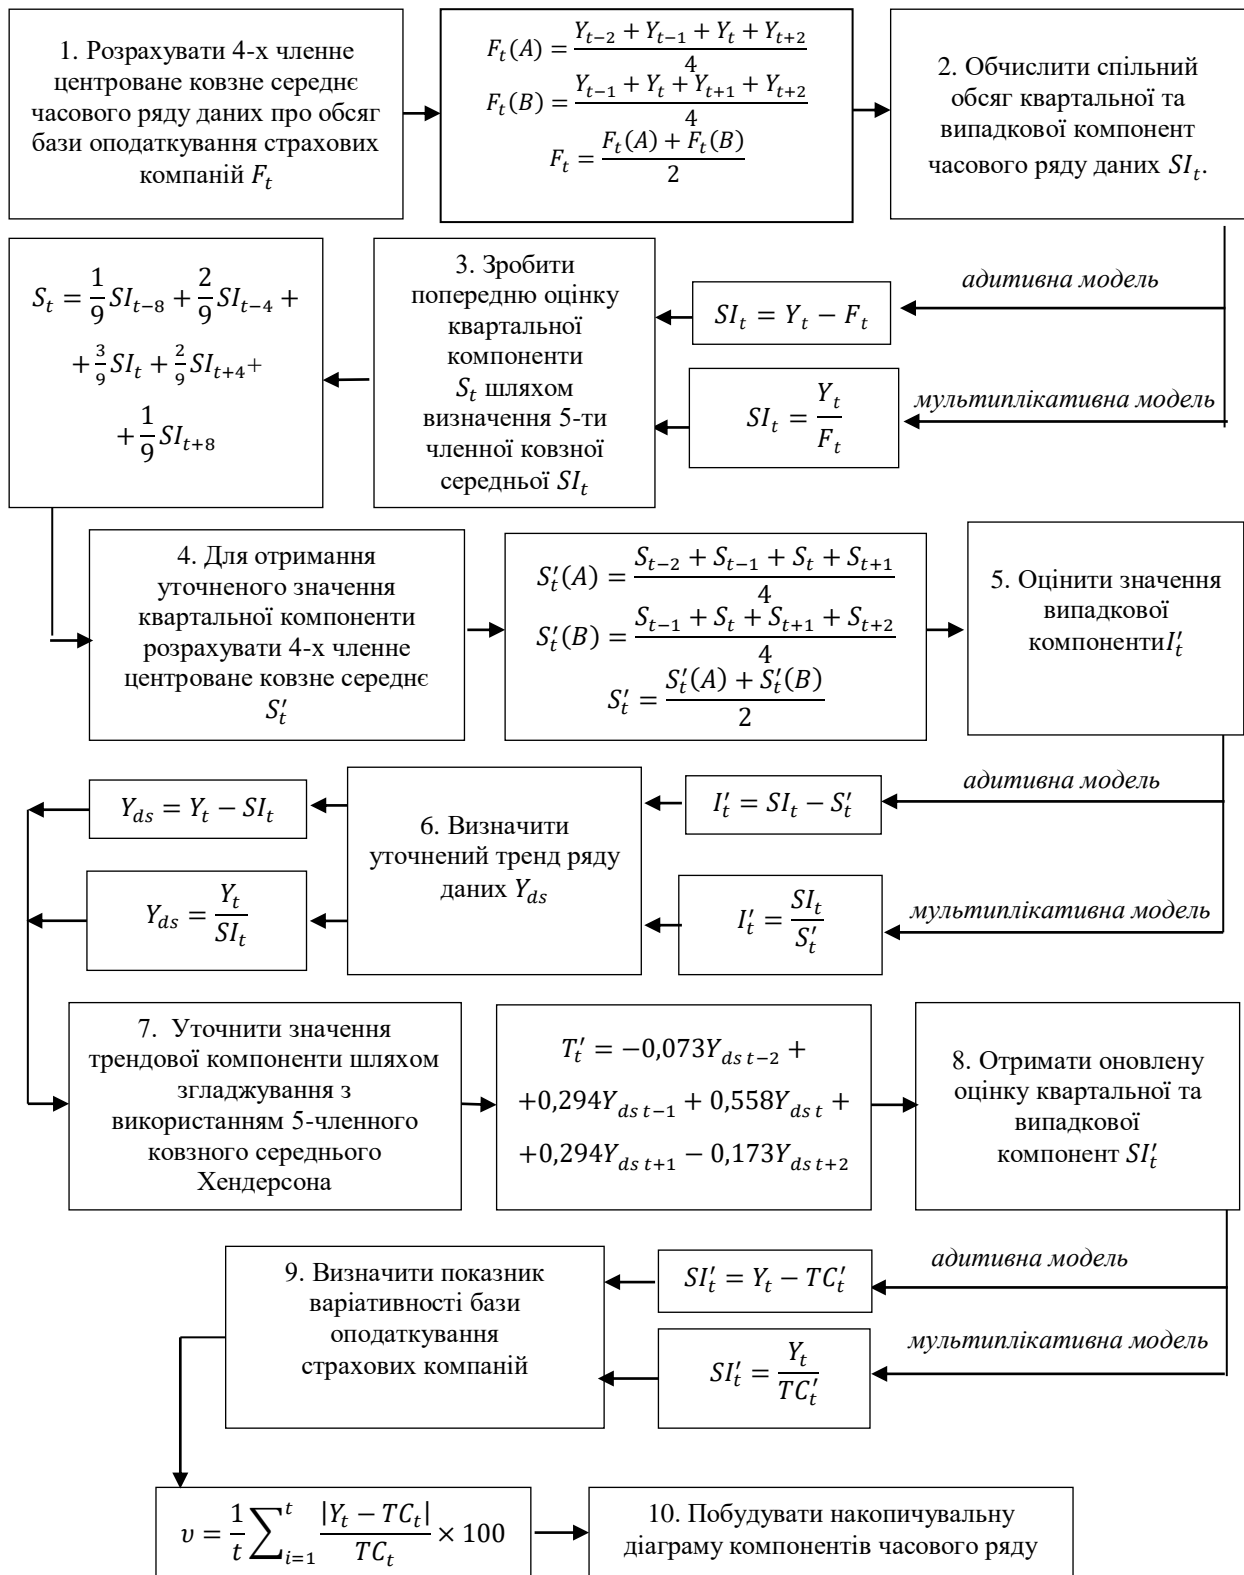 1. Розрахувати 4-х членне
центроване ковзне середнє
часового ряду даних про обсяг
бази оподаткування страхових
компаній F_t
F_t(A) = (Y_{t-2} + Y_{t-1} + Y_t + Y_{t+2})/4
F_t(B) = (Y_{t-1} + Y_t + Y_{t+1} + Y_{t+2})/4
F_t = (F_t(A) + F_t(B))/2
2. Обчислити спільний
обсяг квартальної та
випадкової компонент
часового ряду даних SI_t.
адитивна модель
SI_t = Y_t − F_t
мультиплікативна модель
SI_t = Y_t/F_t
3. Зробити
попередню оцінку
квартальної
компоненти
S_t шляхом
визначення 5-ти
членної ковзної
середньої SI_t
S_t = 1/9 SI_{t-8} + 2/9 SI_{t-4} +
+ 3/9 SI_t + 2/9 SI_{t+4}+
+ 1/9 SI_{t+8}
4. Для отримання
уточненого значення
квартальної компоненти
розрахувати 4-х членне
центроване ковзне середнє
S′_t
S′_t(A) = (S_{t-2} + S_{t-1} + S_t + S_{t+1})/4
S′_t(B) = (S_{t-1} + S_t + S_{t+1} + S_{t+2})/4
S′_t = (S′_t(A) + S′_t(B))/2
5. Оцінити значення
випадкової
компонентиI′_t
адитивна модель
I′_t = SI_t − S′_t
мультиплікативна модель
I′_t = SI_t/S′_t
6. Визначити
уточнений тренд ряду
даних Y_{ds}
Y_{ds} = Y_t − SI_t
Y_{ds} = Y_t/SI_t
7. Уточнити значення
трендової компоненти шляхом
згладжування з
використанням 5-членного
ковзного середнього
Хендерсона
T′_t = −0,073Y_{ds t-2} +
+0,294Y_{ds t-1} + 0,558Y_{ds t} +
+0,294Y_{ds t+1} − 0,173Y_{ds t+2}
8. Отримати оновлену
оцінку квартальної та
випадкової
компонент SI′_t
адитивна модель
SI′_t = Y_t − TC′_t
мультиплікативна модель
SI′_t = Y_t/TC′_t
9. Визначити показник
варіативності бази
оподаткування
страхових компаній
υ = 1/t ∑_{i=1}^{t} |Y_t − TC_t|/TC_t × 100
10. Побудувати накопичувальну
діаграму компонентів часового ряду